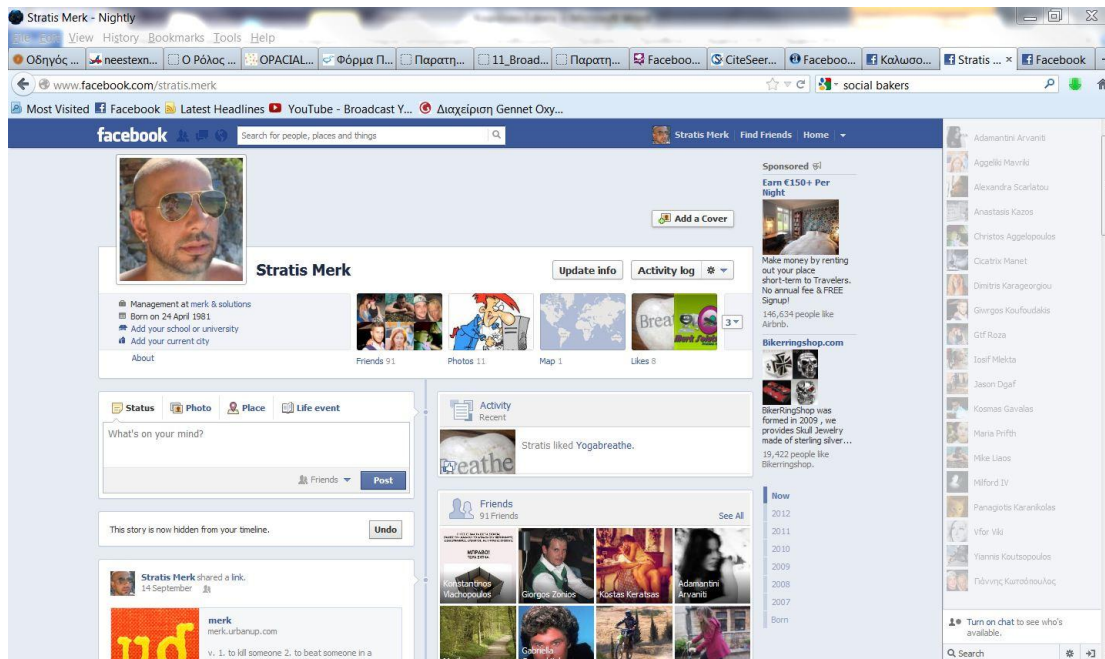 Stratis Merk - Nightly
View History Bookmarks Tools Help
Οδηγός ... neestexn... Ο Ρόλος ... OPACIAL... Φόρμα Π... Παρατη... 11_Broad... Παρατη... Faceboo... CiteSeer... Faceboo... Καλωσο... Stratis ... × Facebook
www.facebook.com/stratis.merk
social bakers
Most Visited Facebook Latest Headlines YouTube - Broadcast Y... Διαχείριση Gennet Oxy...
facebook
Search for people, places and things
Stratis Merk Find Friends Home
Add a Cover
Stratis Merk
Update info Activity log
Management at merk & solutions
Born on 24 April 1981
Add your school or university
Add your current city
About
Friends 91 Photos 11 Map 1 Likes 8
3
Status Photo Place Life event
What's on your mind?
Friends Post
This story is now hidden from your timeline. Undo
Stratis Merk shared a link.
14 September
ud
merk
merk.urbanup.com
v. 1. to kill someone 2. to beat someone in a
Activity
Recent
Breathe
Stratis liked Yogabreathe.
Friends
91 Friends
See All
ΜΠΡΑΒΟ!
Konstantinos
Vlachopoulos
Giorgos Zonios
Kostas Keratsas
Adamantini
Arvaniti
Gabriella
Sponsored
Earn €150+ Per
Night
Make money by renting
out your place
short-term to Travelers.
No annual fee & FREE
Signup!
146,634 people like
Airbnb.
Bikerringshop.com
BikerRingShop was
formed in 2009 , we
provides Skull Jewelry
made of sterling silver...
19,422 people like
Bikerringshop.
Now
2012
2011
2010
2009
2008
2007
Born
Adamantini Arvaniti
Aggeliki Mavriki
Alexandra Scarlatou
Anastasis Kazos
Christos Aggelopoulos
Cicatrix Manet
Dimitris Karageorgiou
Givrgos Koufoudakis
Gtf Roza
Iosif Mlekta
Jason Dgaf
Kosmas Gavalas
Maria Prifth
Mike Liaos
Milford IV
Panagiotis Karanikolas
Vfor Viki
Yiannis Koutsopoulos
Γιάννης Κωτσόπουλος
Turn on chat to see who's
available.
Search